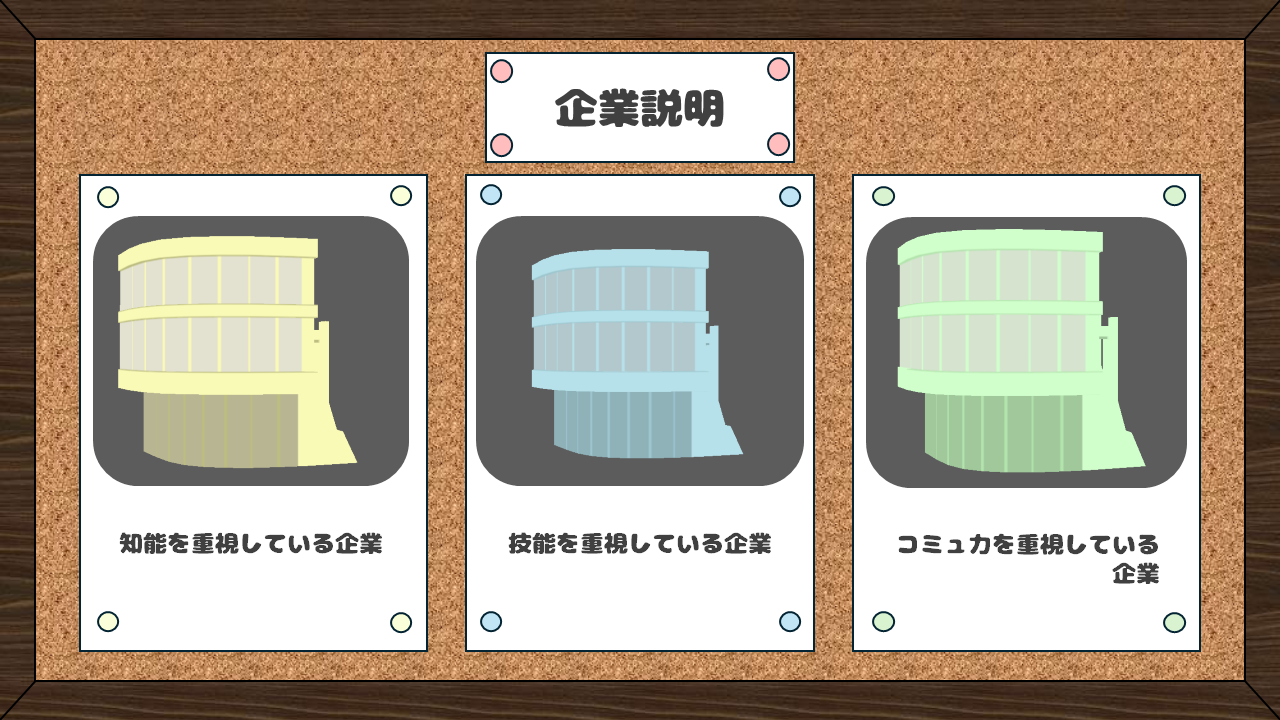 企業説明
知能を重視している企業
技能を重視している企業
コミュ力を重視している
企業